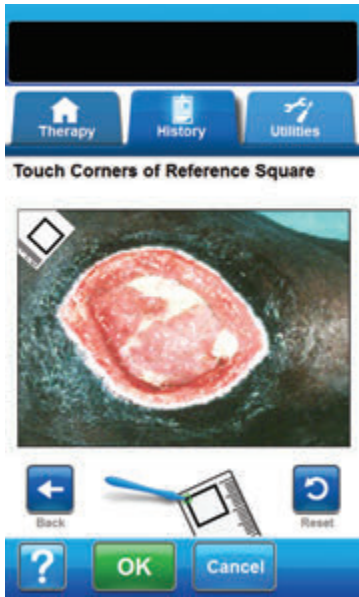 Therapy
History
Utilities
Touch Corners of Reference Square
Back
Reset
?
OK
Cancel